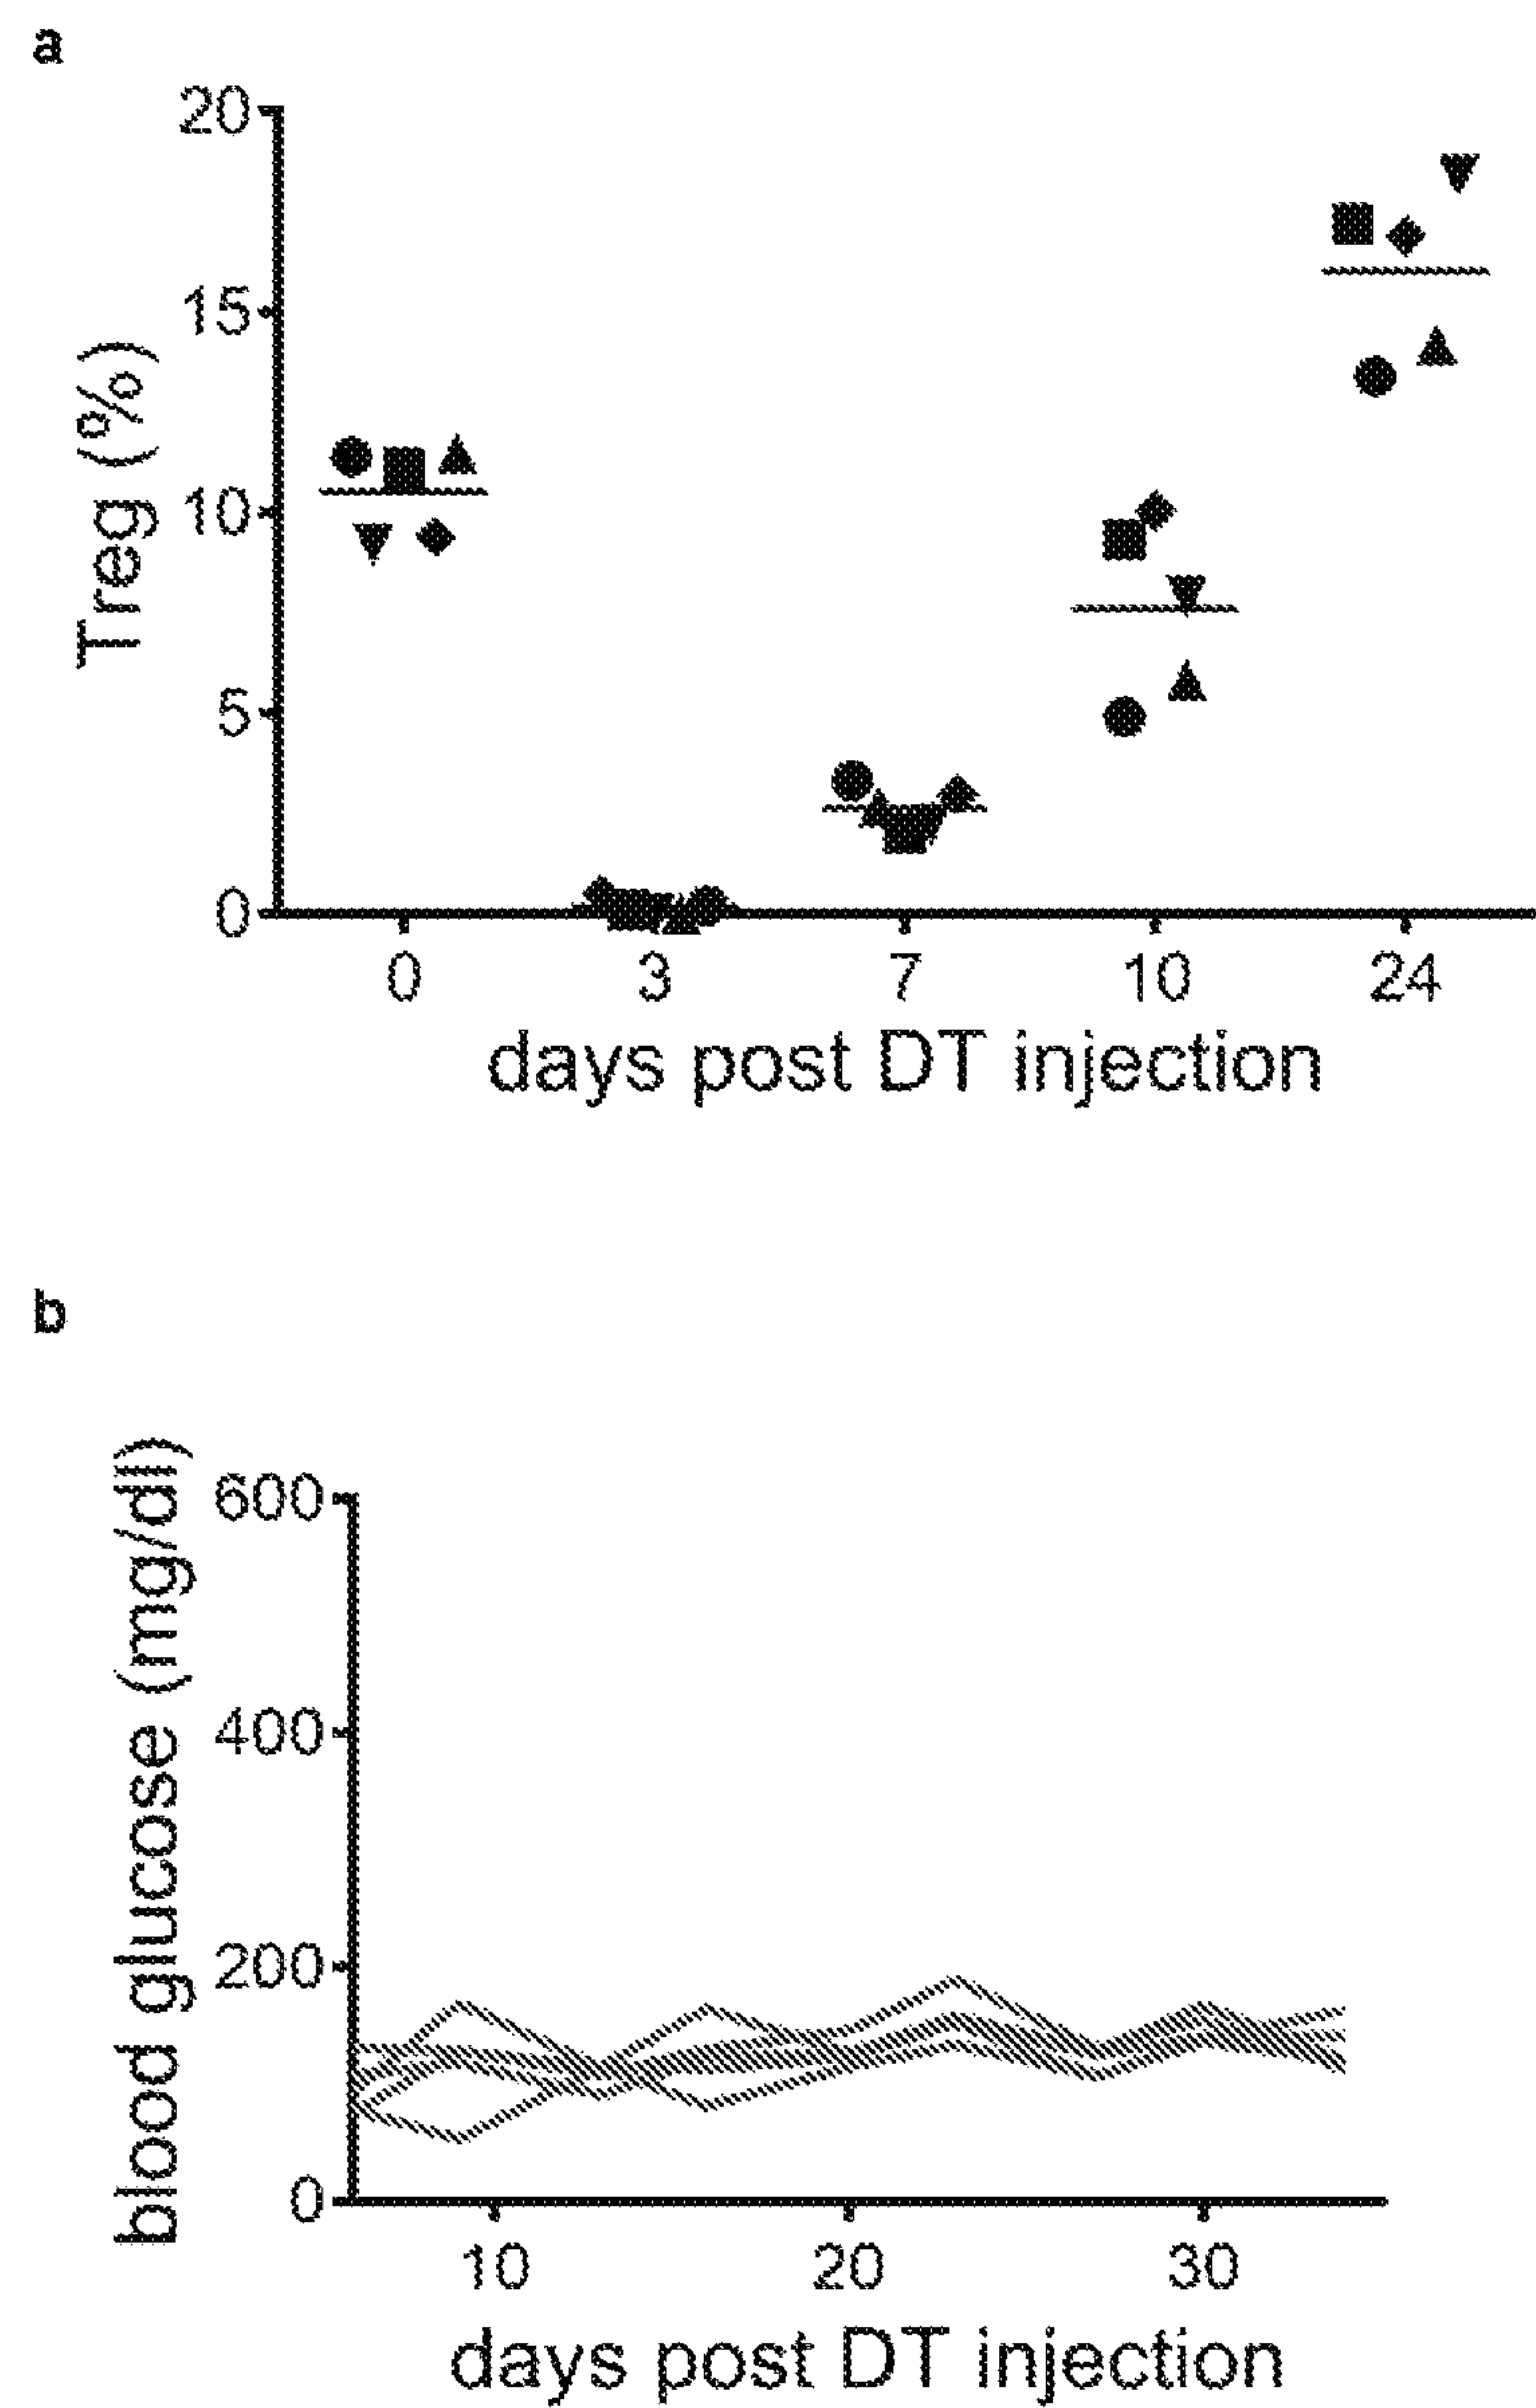 a
20
15
10
5
0
Treg (%)
0 3 7 10 24
days post DT injection
b
600
400
200
0
blood glucose (mg/dl)
10 20 30
days post DT injection